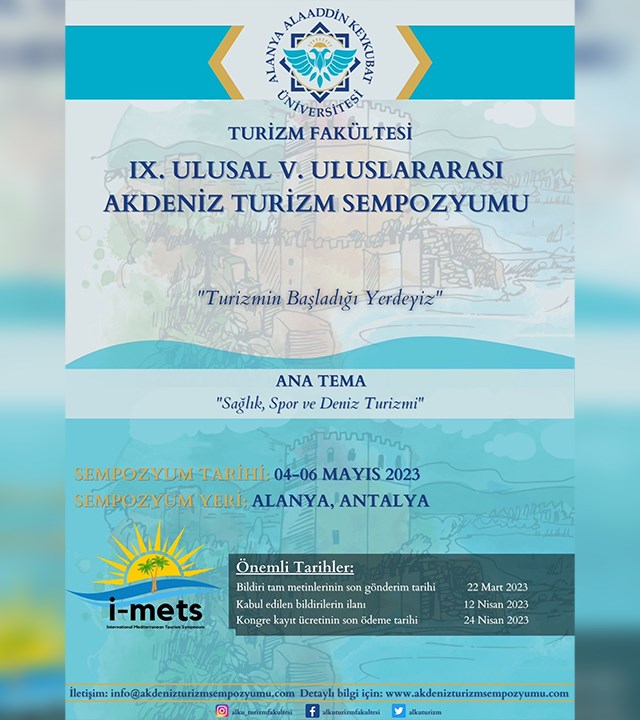 ALANYA ALAADDİN KEYKUBAT
ÜNİVERSİTESİ
TURİZM FAKÜLTESİ
IX. ULUSAL V. ULUSLARARASI
AKDENİZ TURİZM SEMPOZYUMU
"Turizmin Başladığı Yerdeyiz"
ANA TEMA
"Sağlık, Spor ve Deniz Turizmi"
SEMPOZYUM TARİHİ: 04-06 MAYIS 2023
SEMPOZYUM YERİ: ALANYA, ANTALYA
i-mets
International Mediterranean Tourism Symposium
Önemli Tarihler:
Bildiri tam metinlerinin son gönderim tarihi 22 Mart 2023
Kabul edilen bildirilerin ilanı 12 Nisan 2023
Kongre kayıt ücretinin son ödeme tarihi 24 Nisan 2023
İletişim: info@akdenizturizmsempozyumu.com Detaylı bilgi için: www.akdenizturizmsempozyumu.com
alku_turizmfakultesi alkuturizmfakultesi alkuturizm